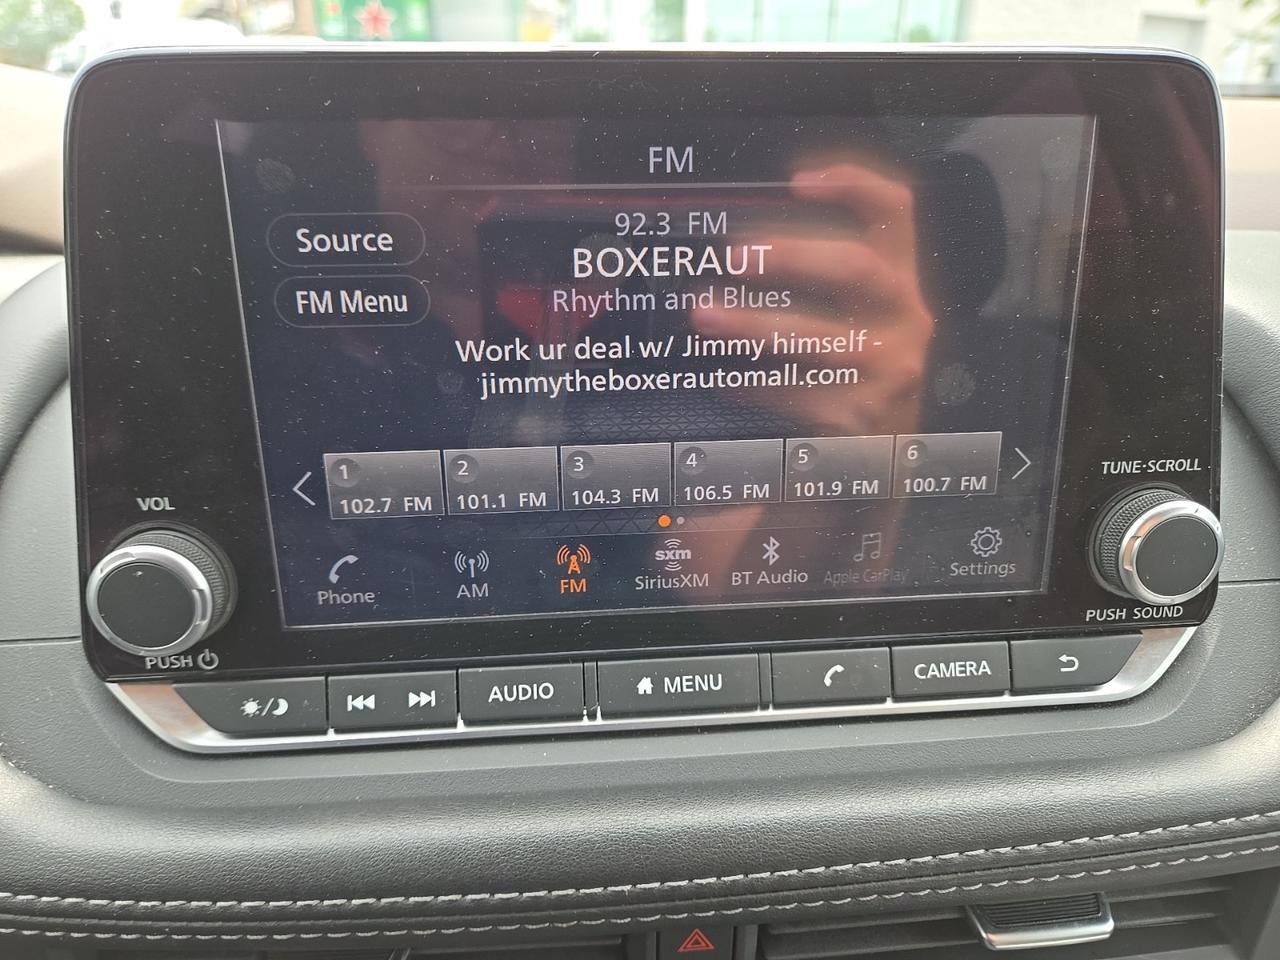 FM
92.3 FM
BOXERAUT
Rhythm and Blues
Source
FM Menu
Work ur deal w/ Jimmy himself -
jimmytheboxerautomall.com
1
102.7 FM
2
101.1 FM
3
104.3 FM
4
106.5 FM
5
101.9 FM
6
100.7 FM
Phone
AM
FM
sxm
SiriusXM
BT Audio
Apple CarPlay
Settings
VOL
PUSH
TUNE·SCROLL
PUSH SOUND
AUDIO
MENU
CAMERA